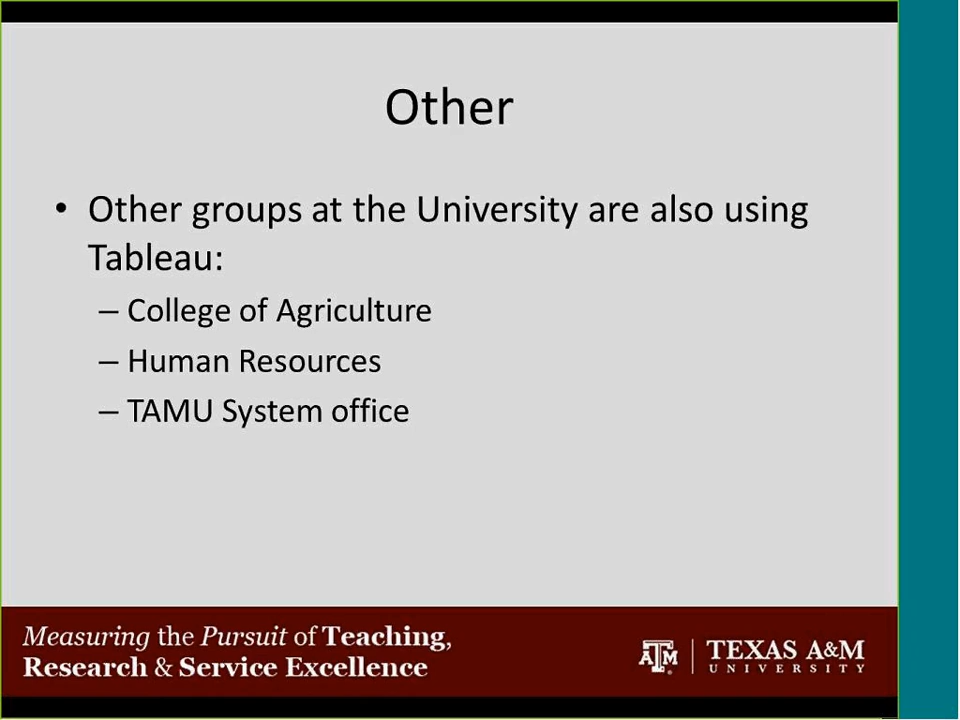 Other
• Other groups at the University are also using
Tableau:
– College of Agriculture
– Human Resources
– TAMU System office
Measuring the Pursuit of Teaching,
Research & Service Excellence
ATM | TEXAS A&M
UNIVERSITY